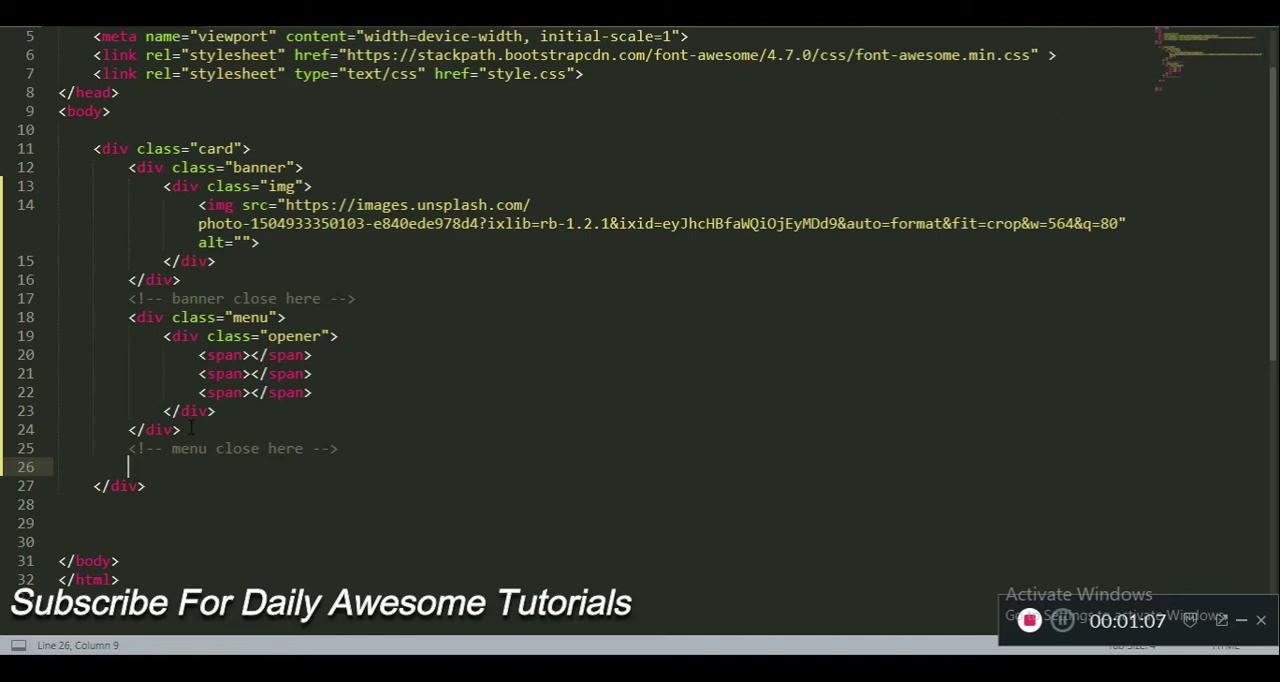 5 <meta name="viewport" content="width=device-width, initial-scale=1">
6 <link rel="stylesheet" href="https://stackpath.bootstrapcdn.com/font-awesome/4.7.0/css/font-awesome.min.css" >
7 <link rel="stylesheet" type="text/css" href="style.css">
8 </head>
9 <body>
10
11 <div class="card">
12 <div class="banner">
13 <div class="img">
14 <img src="https://images.unsplash.com/
photo-1504933350103-e840ede978d4?ixlib=rb-1.2.1&ixid=eyJhcHBfaWQiOjEyMDd9&auto=format&fit=crop&w=564&q=80"
alt="">
15 </div>
16 </div>
17 <!-- banner close here -->
18 <div class="menu">
19 <div class="opener">
20 <span></span>
21 <span></span>
22 <span></span>
23 </div>
24 </div>
25 <!-- menu close here -->
26
27 </div>
28
29
30
31 </body>
32 </html>
Subscribe For Daily Awesome Tutorials
Activate Windows
Go to Settings to activate Windows.
00:01:07
Line 26, Column 9